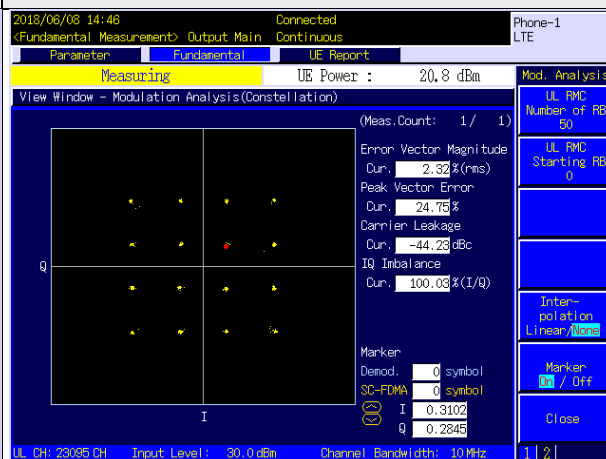 2018/06/08 14:46 Connected Phone-1
<Fundamental Measurement> Output Main Continuous LTE
Parameter Fundamental UE Report
Measuring UE Power : 20.8 dBm Mod. Analysis
View Window - Modulation Analysis(Constellation)
UL RMC
Number of RB
50
(Meas.Count: 1/ 1)
Error Vector Magnitude
Cur. 2.32 %(rms)
UL RMC
Starting RB
0
Peak Vector Error
Cur. 24.75 %
Carrier Leakage
Cur. -44.23 dBc
IQ Imbalance
Cur. 100.03 %(I/Q)
Q
Inter-
polation
Linear/None
Marker
Demod. 0 symbol
SC-FDMA 0 symbol
I 0.3102
Q 0.2845
Marker
On / Off
Close
I
UL CH: 23095 CH Input Level: 30.0 dBm Channel Bandwidth: 10 MHz 1 2